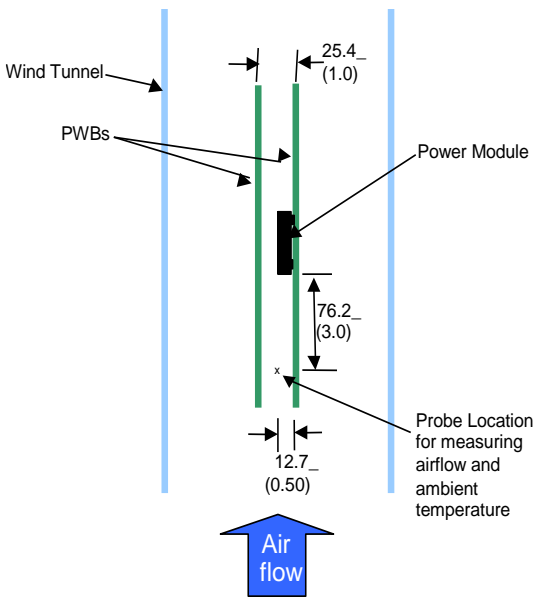 25.4_
(1.0)
Wind Tunnel
PWBs
Power Module
76.2_
(3.0)
x
Probe Location
for measuring
airflow and
ambient
temperature
12.7_
(0.50)
Air
flow